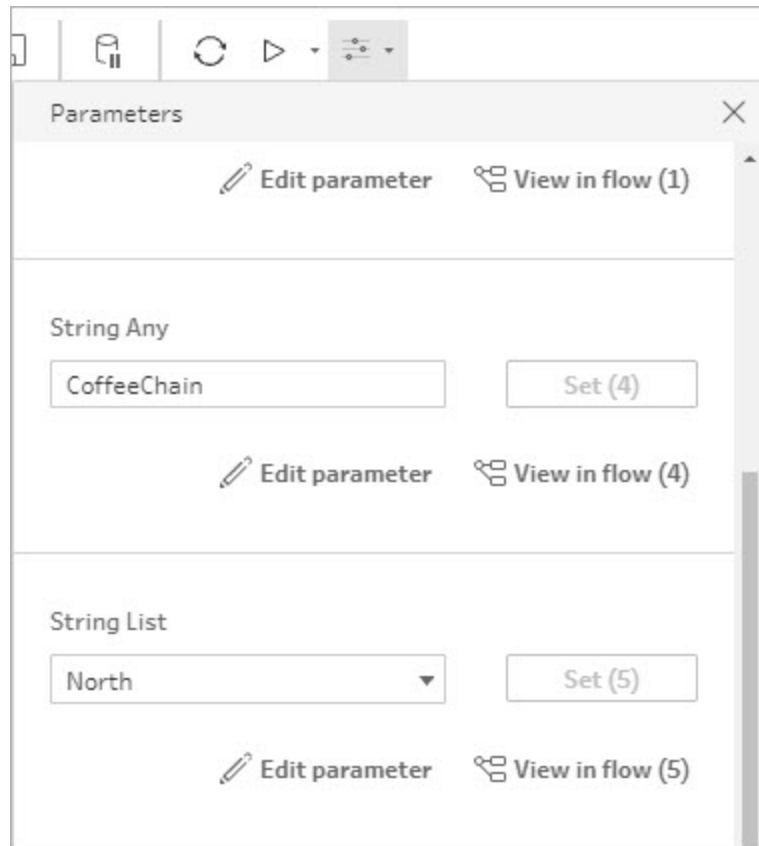 Parameters
Edit parameter View in flow (1)
String Any
CoffeeChain Set (4)
Edit parameter View in flow (4)
String List
North Set (5)
Edit parameter View in flow (5)